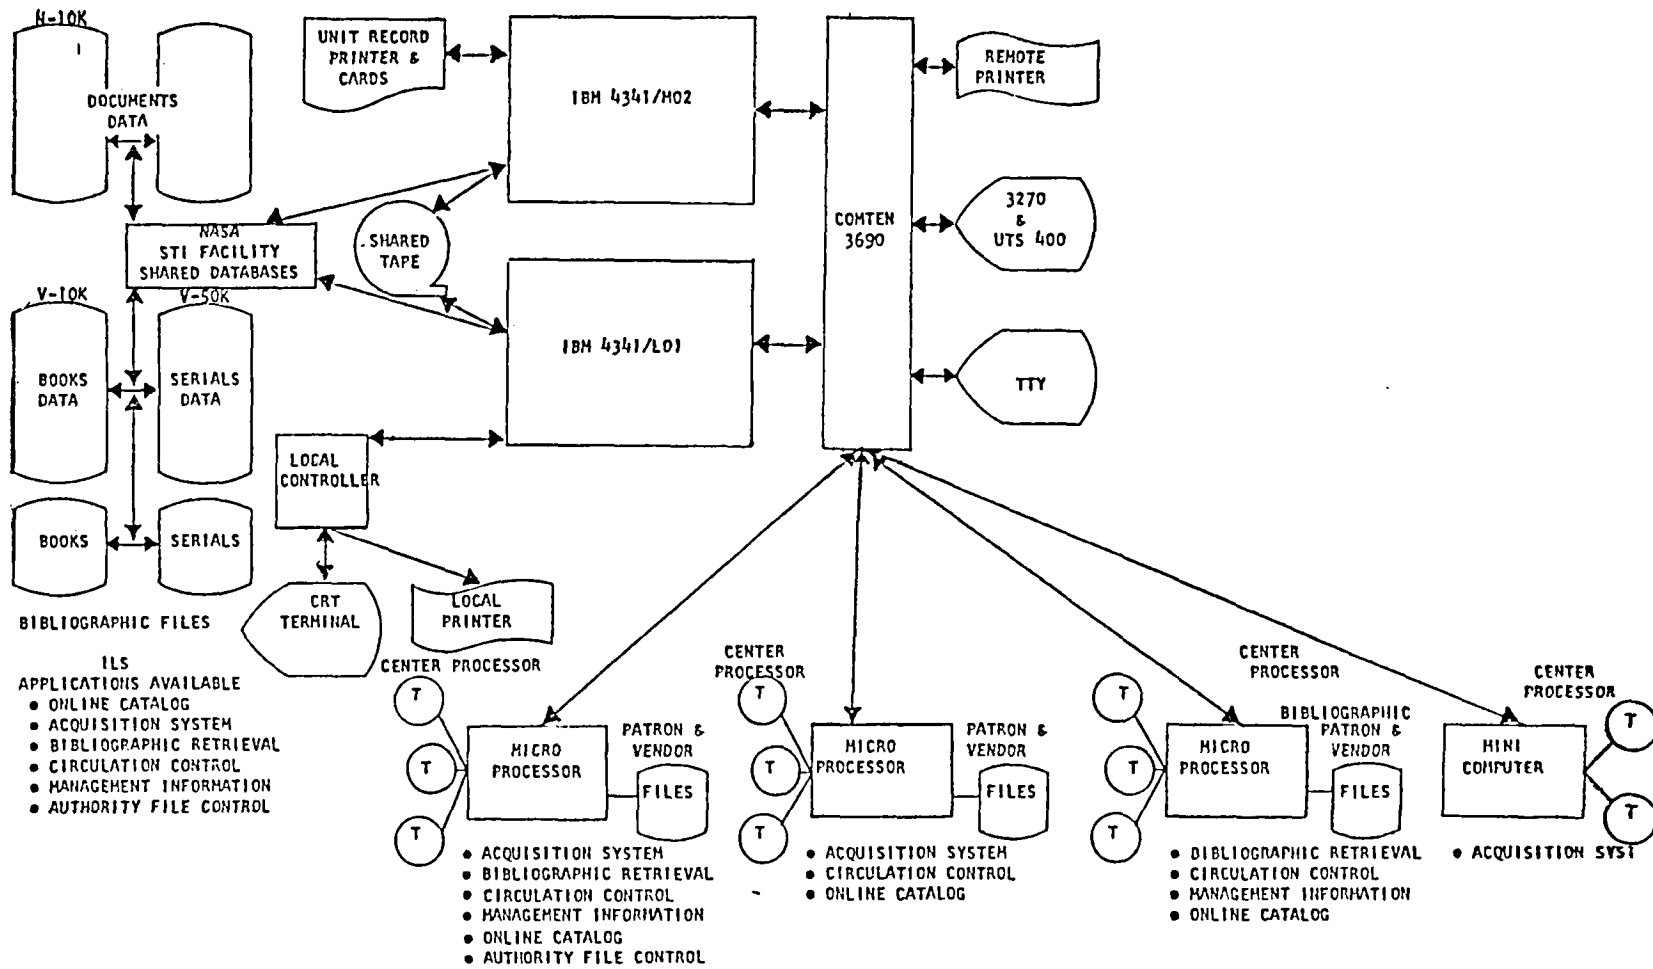 N-10K
DOCUMENTS
DATA
UNIT RECORD
PRINTER &
CARDS
IBM 4341/M02
REMOTE
PRINTER
NASA
STI FACILITY
SHARED DATABASES
SHARED
TAPE
COMTEN
3690
3270
&
UTS 400
V-10K
V-50K
IBM 4341/L01
BOOKS
DATA
SERIALS
DATA
TTY
LOCAL
CONTROLLER
BOOKS
SERIALS
CRT
TERMINAL
LOCAL
PRINTER
BIBLIOGRAPHIC FILES
ILS
APPLICATIONS AVAILABLE
• ONLINE CATALOG
• ACQUISITION SYSTEM
• BIBLIOGRAPHIC RETRIEVAL
• CIRCULATION CONTROL
• MANAGEMENT INFORMATION
• AUTHORITY FILE CONTROL
CENTER PROCESSOR
T
T
T
MICRO
PROCESSOR
PATRON &
VENDOR
FILES
• ACQUISITION SYSTEM
• BIBLIOGRAPHIC RETRIEVAL
• CIRCULATION CONTROL
• MANAGEMENT INFORMATION
• ONLINE CATALOG
• AUTHORITY FILE CONTROL
CENTER
PROCESSOR
T
T
T
MICRO
PROCESSOR
PATRON &
VENDOR
FILES
• ACQUISITION SYSTEM
• CIRCULATION CONTROL
• ONLINE CATALOG
CENTER
PROCESSOR
T
T
T
MICRO
PROCESSOR
BIBLIOGRAPHIC
PATRON &
VENDOR
FILES
• BIBLIOGRAPHIC RETRIEVAL
• CIRCULATION CONTROL
• MANAGEMENT INFORMATION
• ONLINE CATALOG
CENTER
PROCESSOR
T
T
MINI
COMPUTER
• ACQUISITION SYST